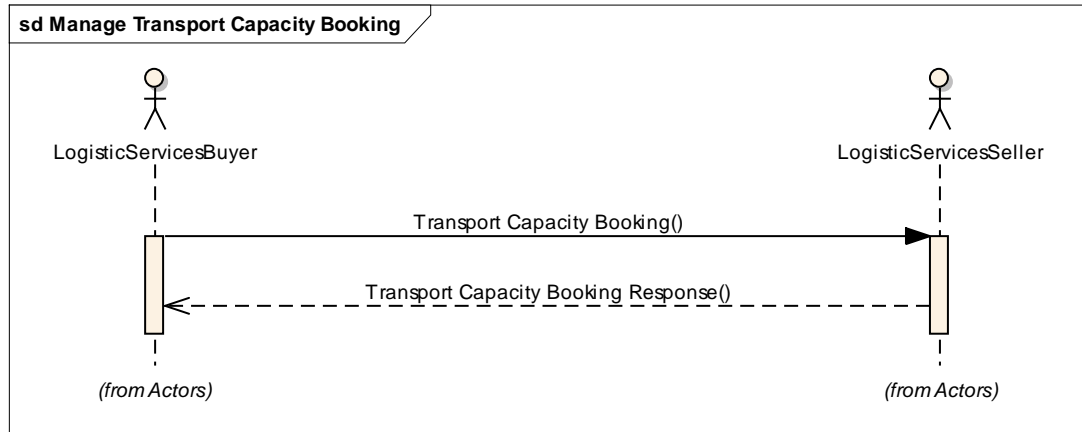 sd Manage Transport Capacity Booking
LogisticServicesBuyer
LogisticServicesSeller
Transport Capacity Booking()
Transport Capacity Booking Response()
(from Actors)
(from Actors)